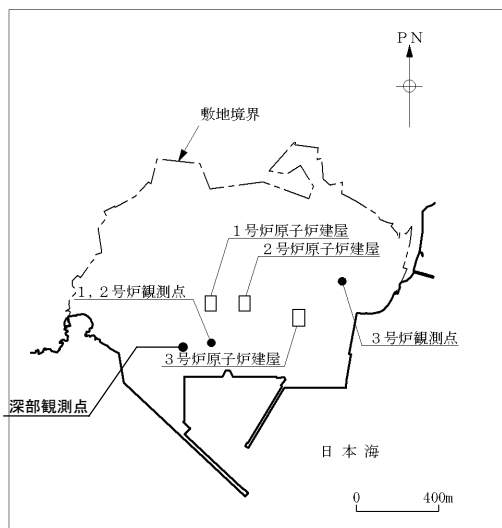 PN
敷地境界
1号炉原子炉建屋
2号炉原子炉建屋
1,2号炉観測点
3号炉観測点
3号炉原子炉建屋
深部観測点
日本海
0 400m